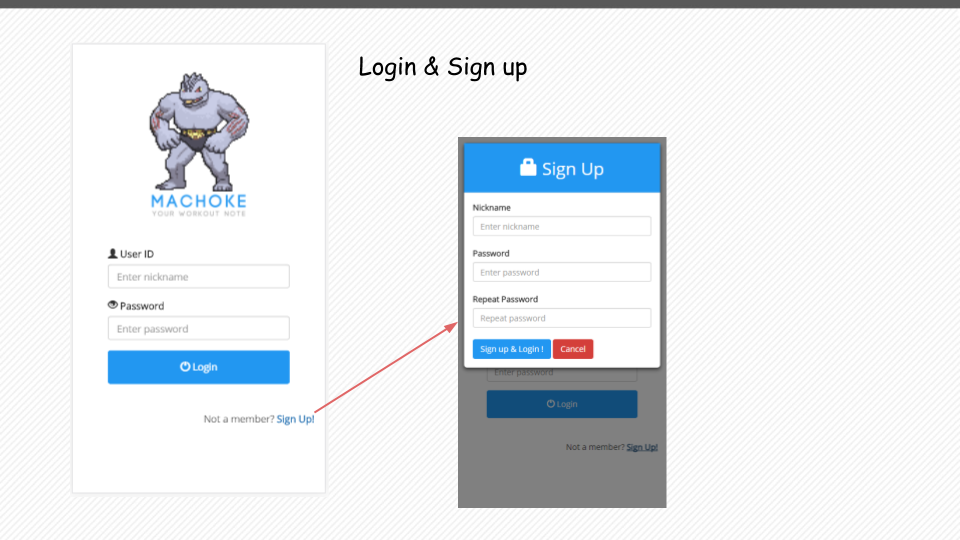 Login & Sign up
MACHOKE
YOUR WORKOUT NOTE
User ID
Enter nickname
Password
Enter password
Login
Not a member? Sign Up!
Sign Up
Nickname
Enter nickname
Password
Enter password
Repeat Password
Repeat password
Sign up & Login !
Cancel
Enter password
Login
Not a member? Sign Up!